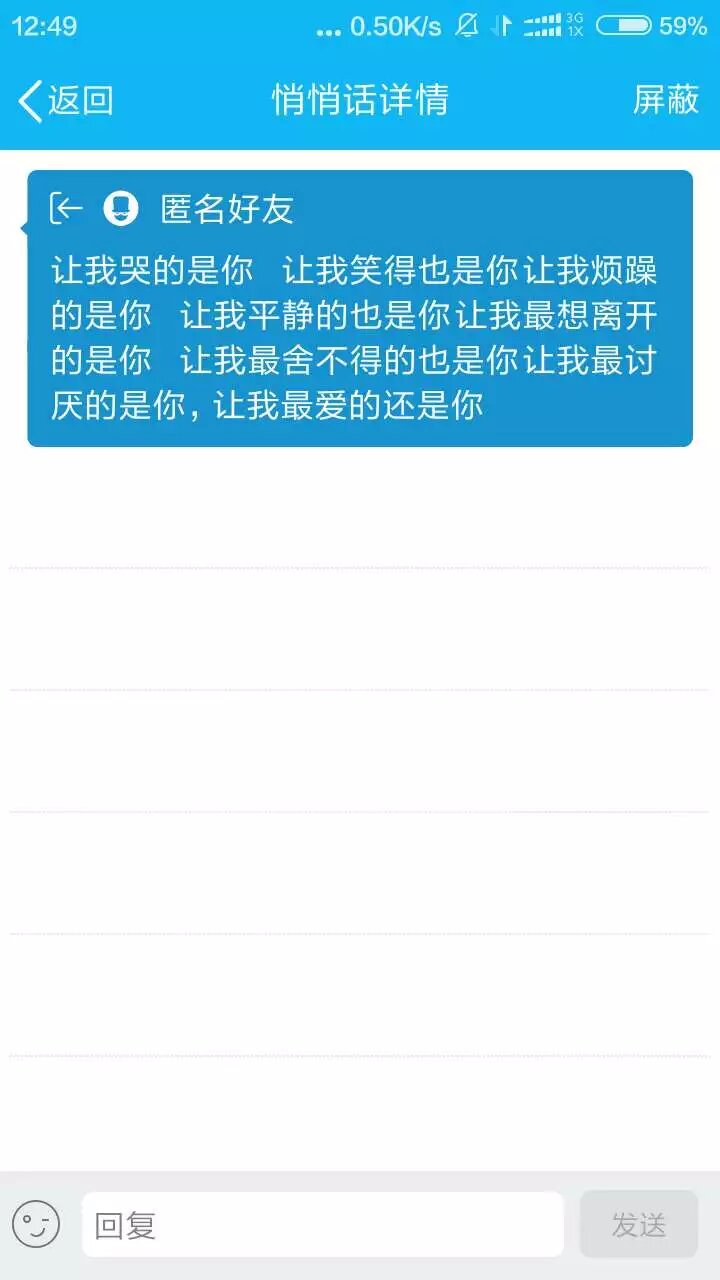 12:49 ... 0.50K/s 3G 1X 59%
返回 悄悄话详情 屏蔽
匿名好友
让我哭的是你 让我笑得也是你让我烦躁
的是你 让我平静的也是你让我最想离开
的是你 让我最舍不得的也是你让我最讨
厌的是你，让我最爱的还是你
回复 发送